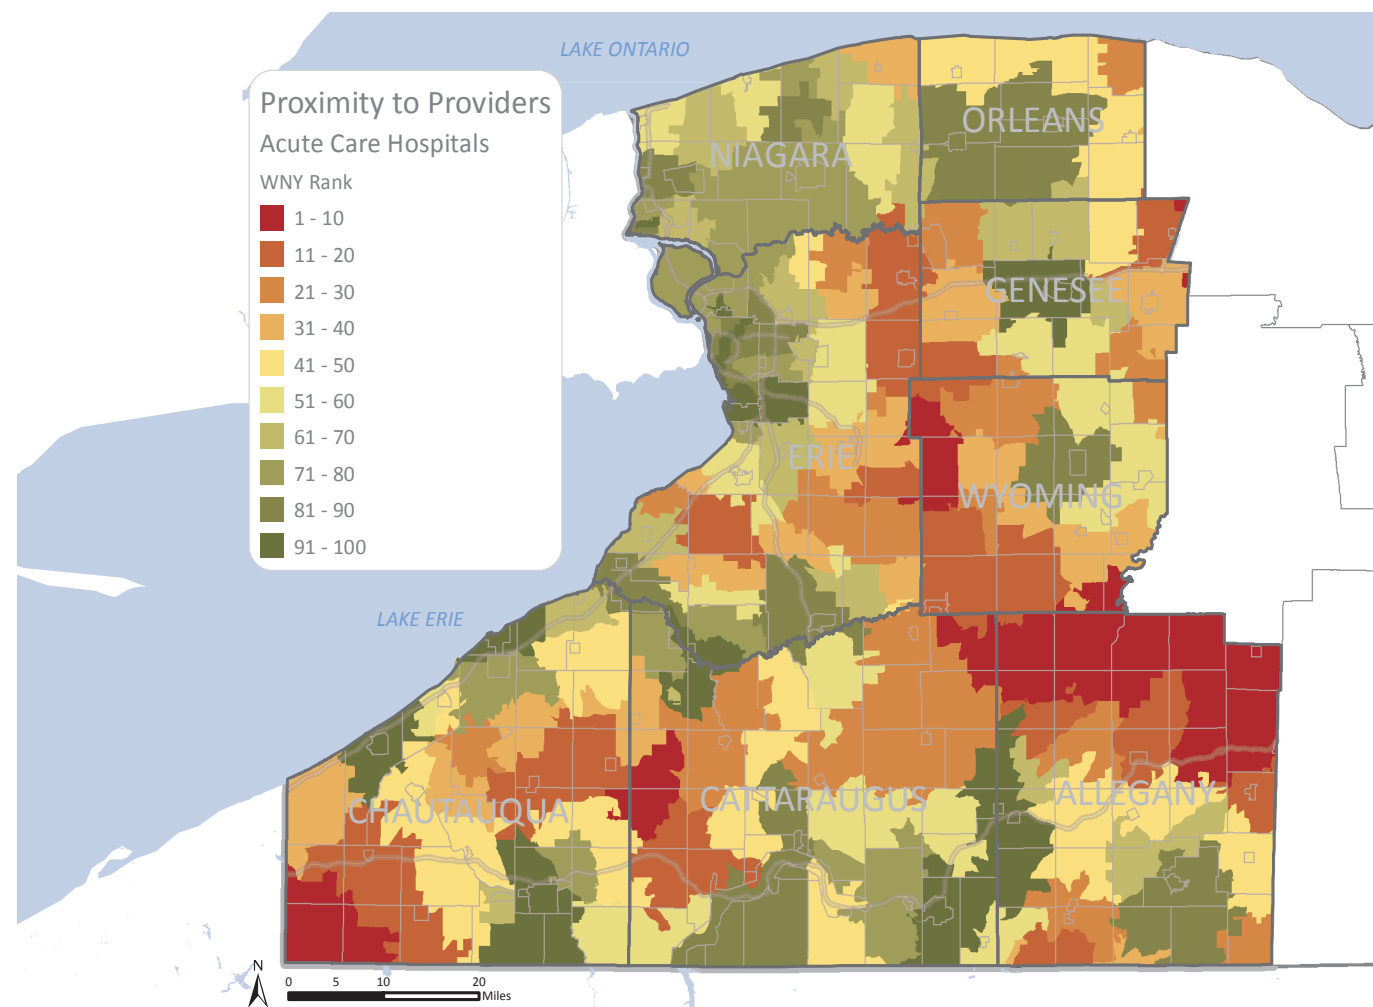 LAKE ONTARIO
Proximity to Providers
Acute Care Hospitals
WNY Rank
1 - 10
11 - 20
21 - 30
31 - 40
41 - 50
51 - 60
61 - 70
71 - 80
81 - 90
91 - 100
ORLEANS
NIAGARA
GENESEE
ERIE
WYOMING
LAKE ERIE
CHAUTAUQUA
CATTARAUGUS
ALLEGANY
N
0 5 10 20
Miles